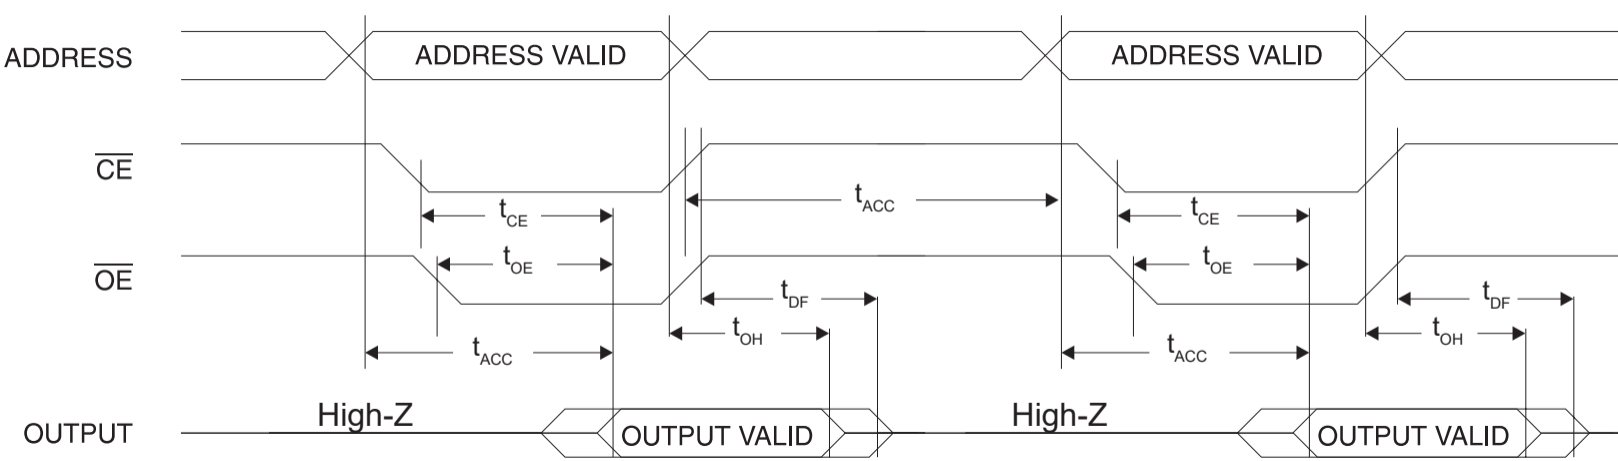 ADDRESS ADDRESS VALID ADDRESS VALID
CE
tACC
tCE tCE
OE tOE tOE
tDF tDF
tOH tOH
tACC tACC
High-Z High-Z
OUTPUT OUTPUT VALID OUTPUT VALID